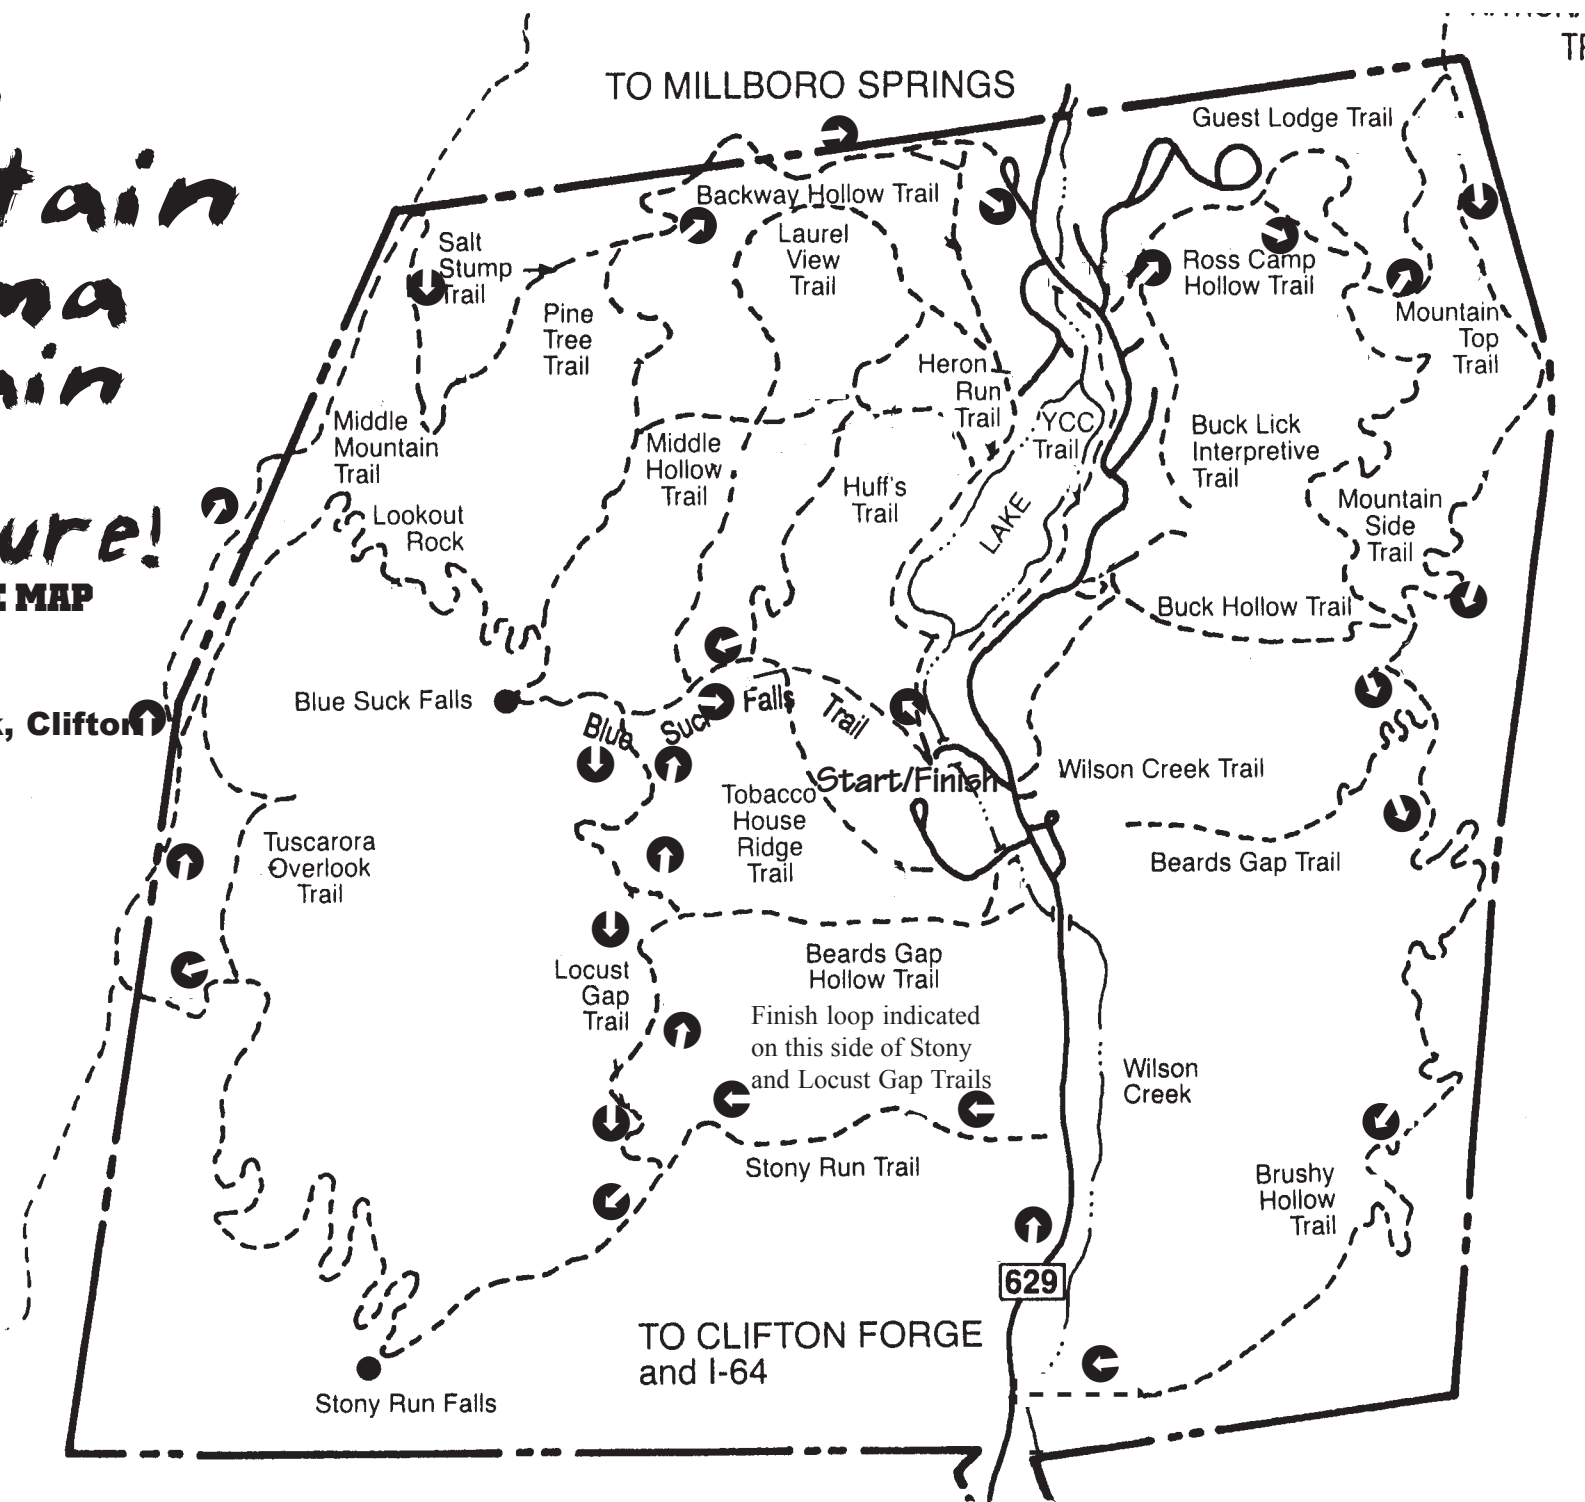 TO MILLBORO SPRINGS
Guest Lodge Trail
Backway Hollow Trail
Salt
Stump
Trail
Laurel
View
Trail
Ross Camp
Hollow Trail
Pine
Tree
Trail
Mountain
Top
Trail
Heron
Run
Trail
YCC
Trail
Middle
Mountain
Trail
Middle
Hollow
Trail
Buck Lick
Interpretive
Trail
Huff's
Trail
Mountain
Side
Trail
Lookout
Rock
LAKE
ure!
MAP
Buck Hollow Trail
Blue Suck Falls
, Clifton
Blue Suck Falls Trail
Start/Finish
Wilson Creek Trail
Tobacco
House
Ridge
Trail
Tuscarora
Overlook
Trail
Beards Gap Trail
Beards Gap
Hollow Trail
Locust
Gap
Trail
Finish loop indicated
on this side of Stony
and Locust Gap Trails
Wilson
Creek
Stony Run Trail
Brushy
Hollow
Trail
629
TO CLIFTON FORGE
and I-64
Stony Run Falls